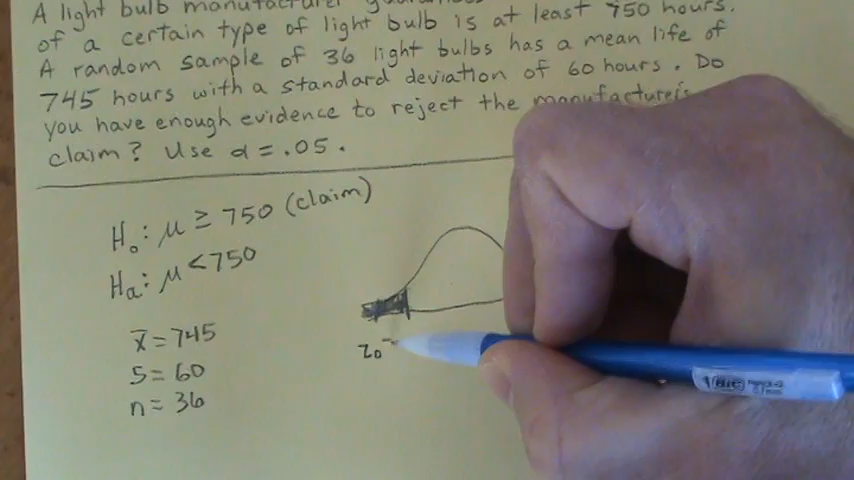 A light bulb manufacturer
of a certain type of light bulb is at least 750 hours.
A random sample of 36 light bulbs has a mean life of
745 hours with a standard deviation of 60 hours. Do
you have enough evidence to reject the manufacturer's
claim? Use α = .05.
H₀: μ ≥ 750 (claim)
Hₐ: μ < 750
x̄ = 745
S = 60
n = 36
z₀